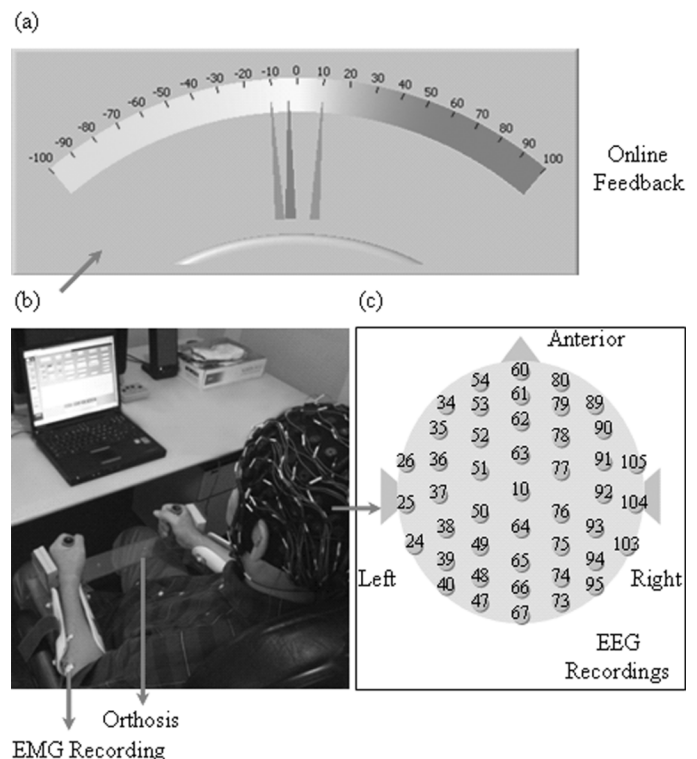 (a)
-100 -90 -80 -70 -60 -50 -40 -30 -20 -10 0 10 20 30 40 50 60 70 80 90 100
Online
Feedback
(b)
(c)
Anterior
54 60 80
34 53 61 79 89
35 52 62 78 90
26 36 51 63 77 91 105
25 37 10 92 104
50 76
24 38 49 64 75 93 103
39 65 94
40 48 66 74 95
47 67 73
Left
Right
EEG
Recordings
Orthosis
EMG Recording